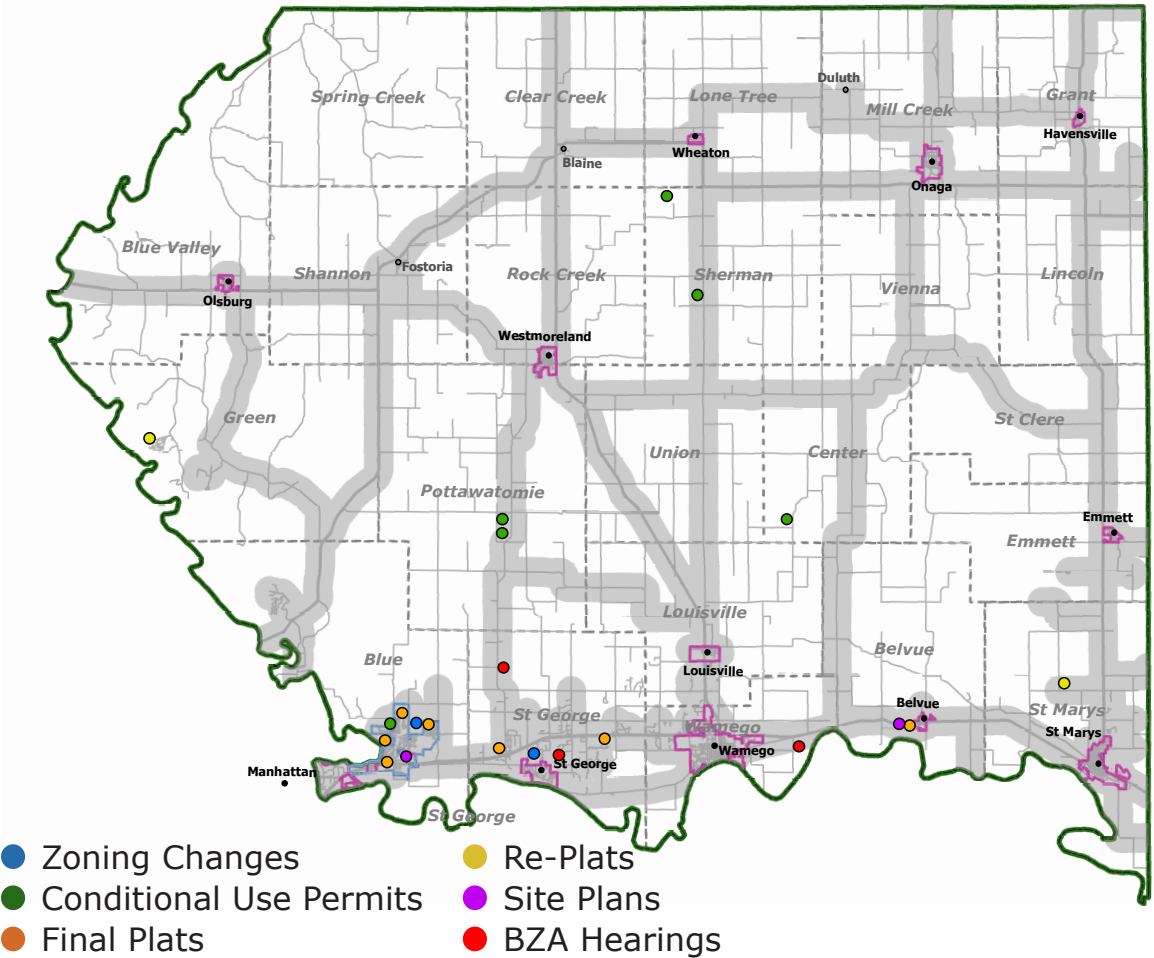 Duluth
Spring Creek
Clear Creek
Lone Tree
Grant
Mill Creek
Havensville
Wheaton
Blaine
Onaga
Blue Valley
Fostoria
Shannon
Rock Creek
Sherman
Lincoln
Vienna
Olsburg
Westmoreland
Green
St Clere
Union
Center
Pottawatomie
Emmett
Emmett
Louisville
Belvue
Blue
Louisville
Belvue
St Marys
St George
Wamego
St Marys
Wamego
St George
Manhattan
St George
Zoning Changes
Re-Plats
Conditional Use Permits
Site Plans
Final Plats
BZA Hearings